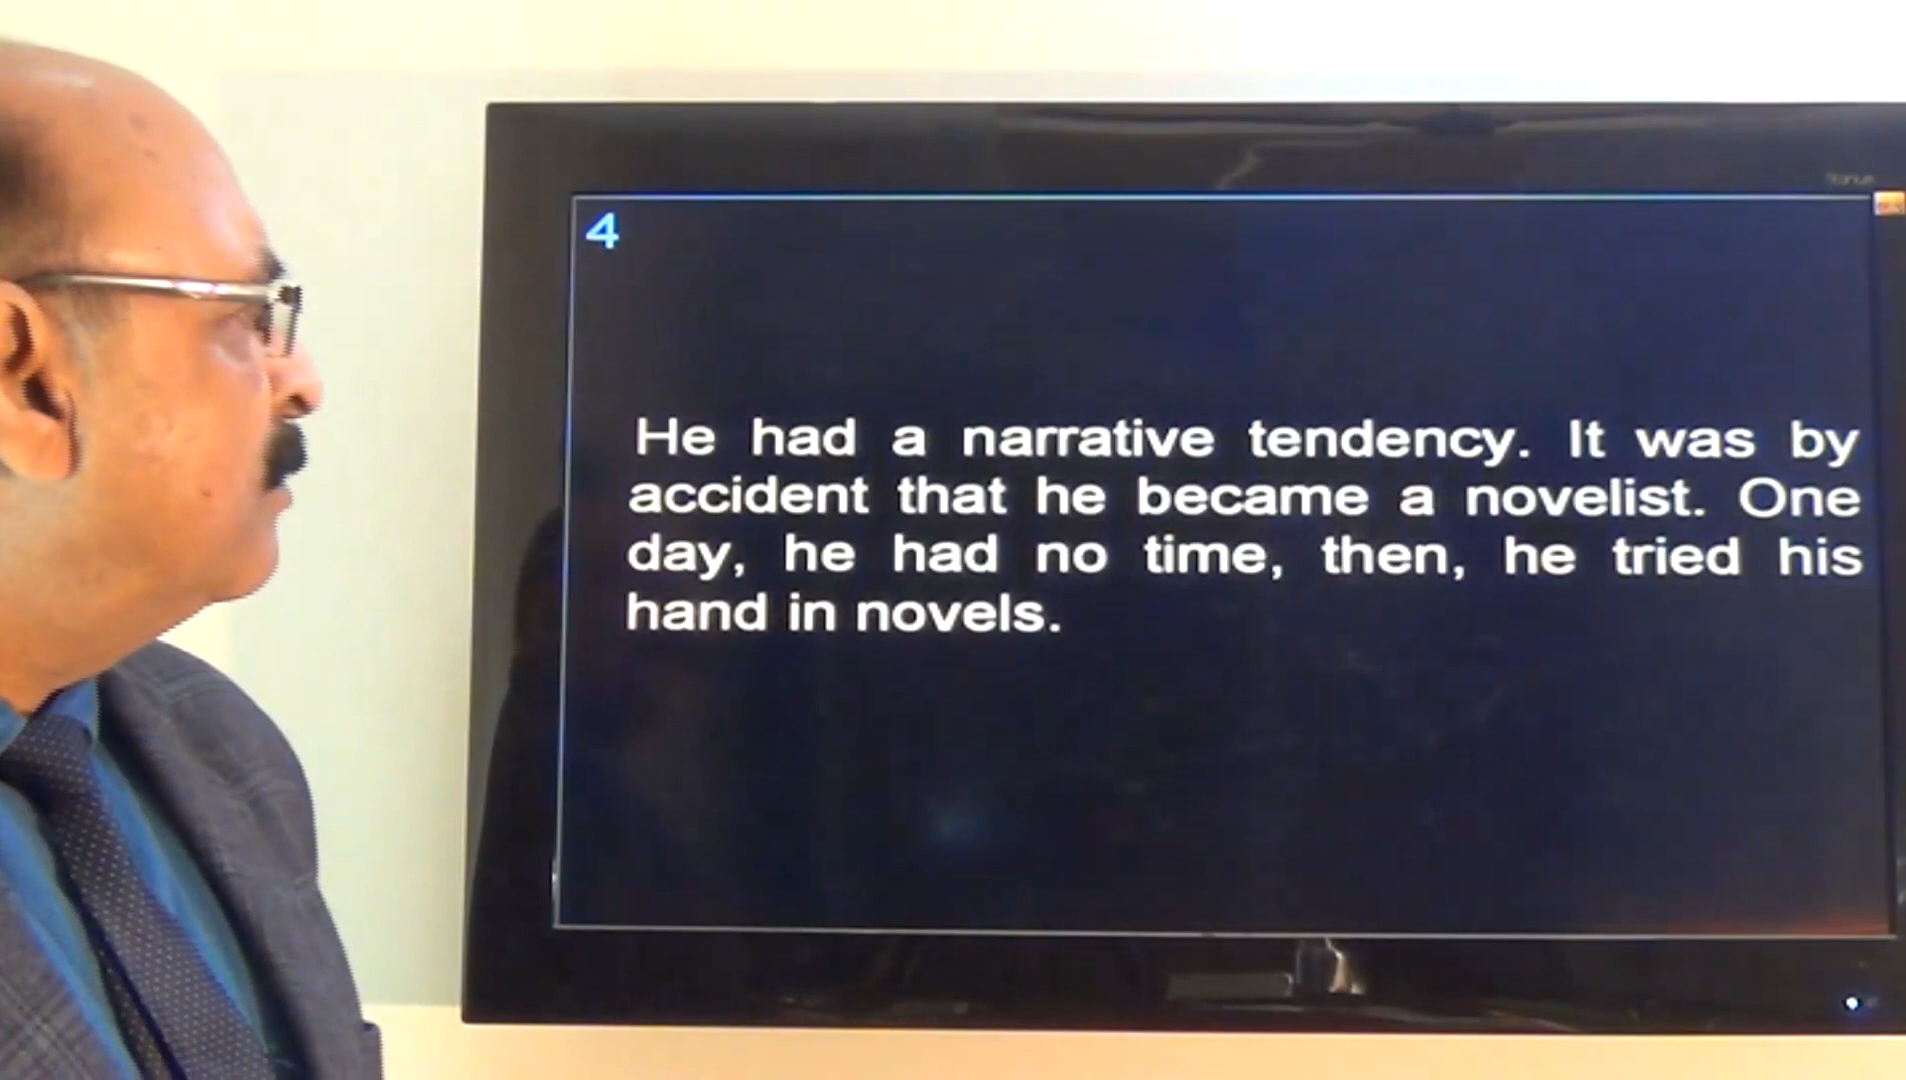 4
He had a narrative tendency. It was by
accident that he became a novelist. One
day, he had no time, then, he tried his
hand in novels.